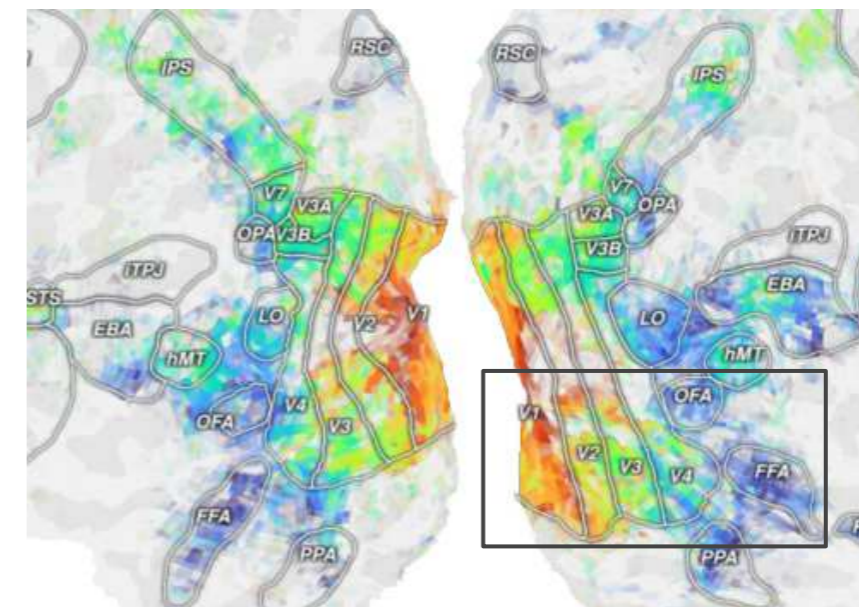 IPS
RSC
V7
V3A
OPA
V3B
iTPJ
STS
EBA
LO
V2
V1
hMT
OFA
V4
V3
FFA
PPA
RSC
IPS
V7
V3A
OPA
V3B
iTPJ
EBA
LO
hMT
OFA
V1
V2
V3
V4
FFA
PPA